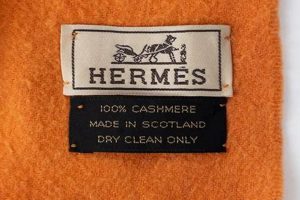 HERMES
100% CASHMERE
MADE IN SCOTLAND
DRY CLEAN ONLY